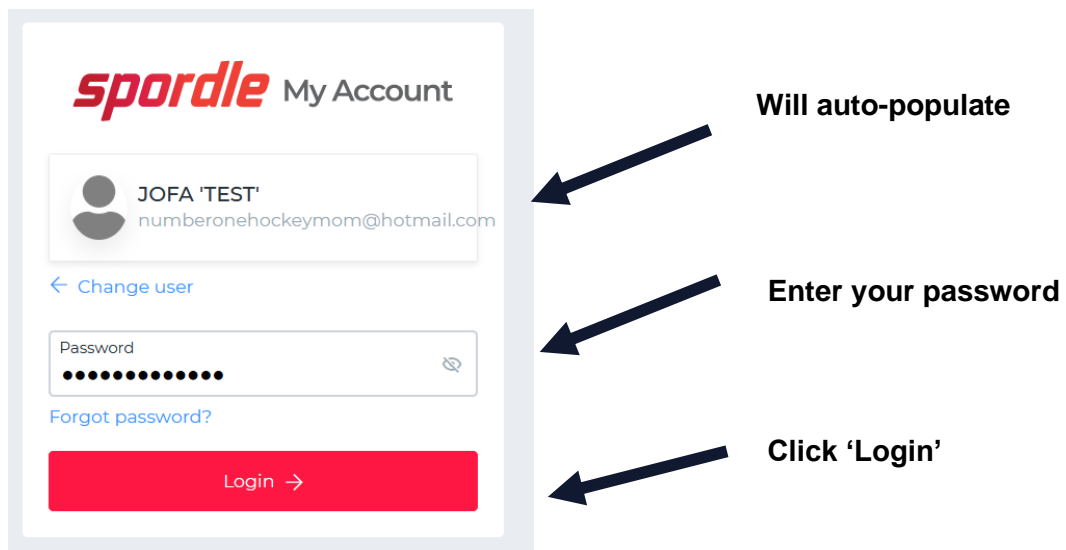 spordle My Account
Will auto-populate
JOFA 'TEST'
numberonehockeymom@hotmail.com
← Change user
Enter your password
Password
•••••••••••••
Forgot password?
Click ‘Login’
Login →